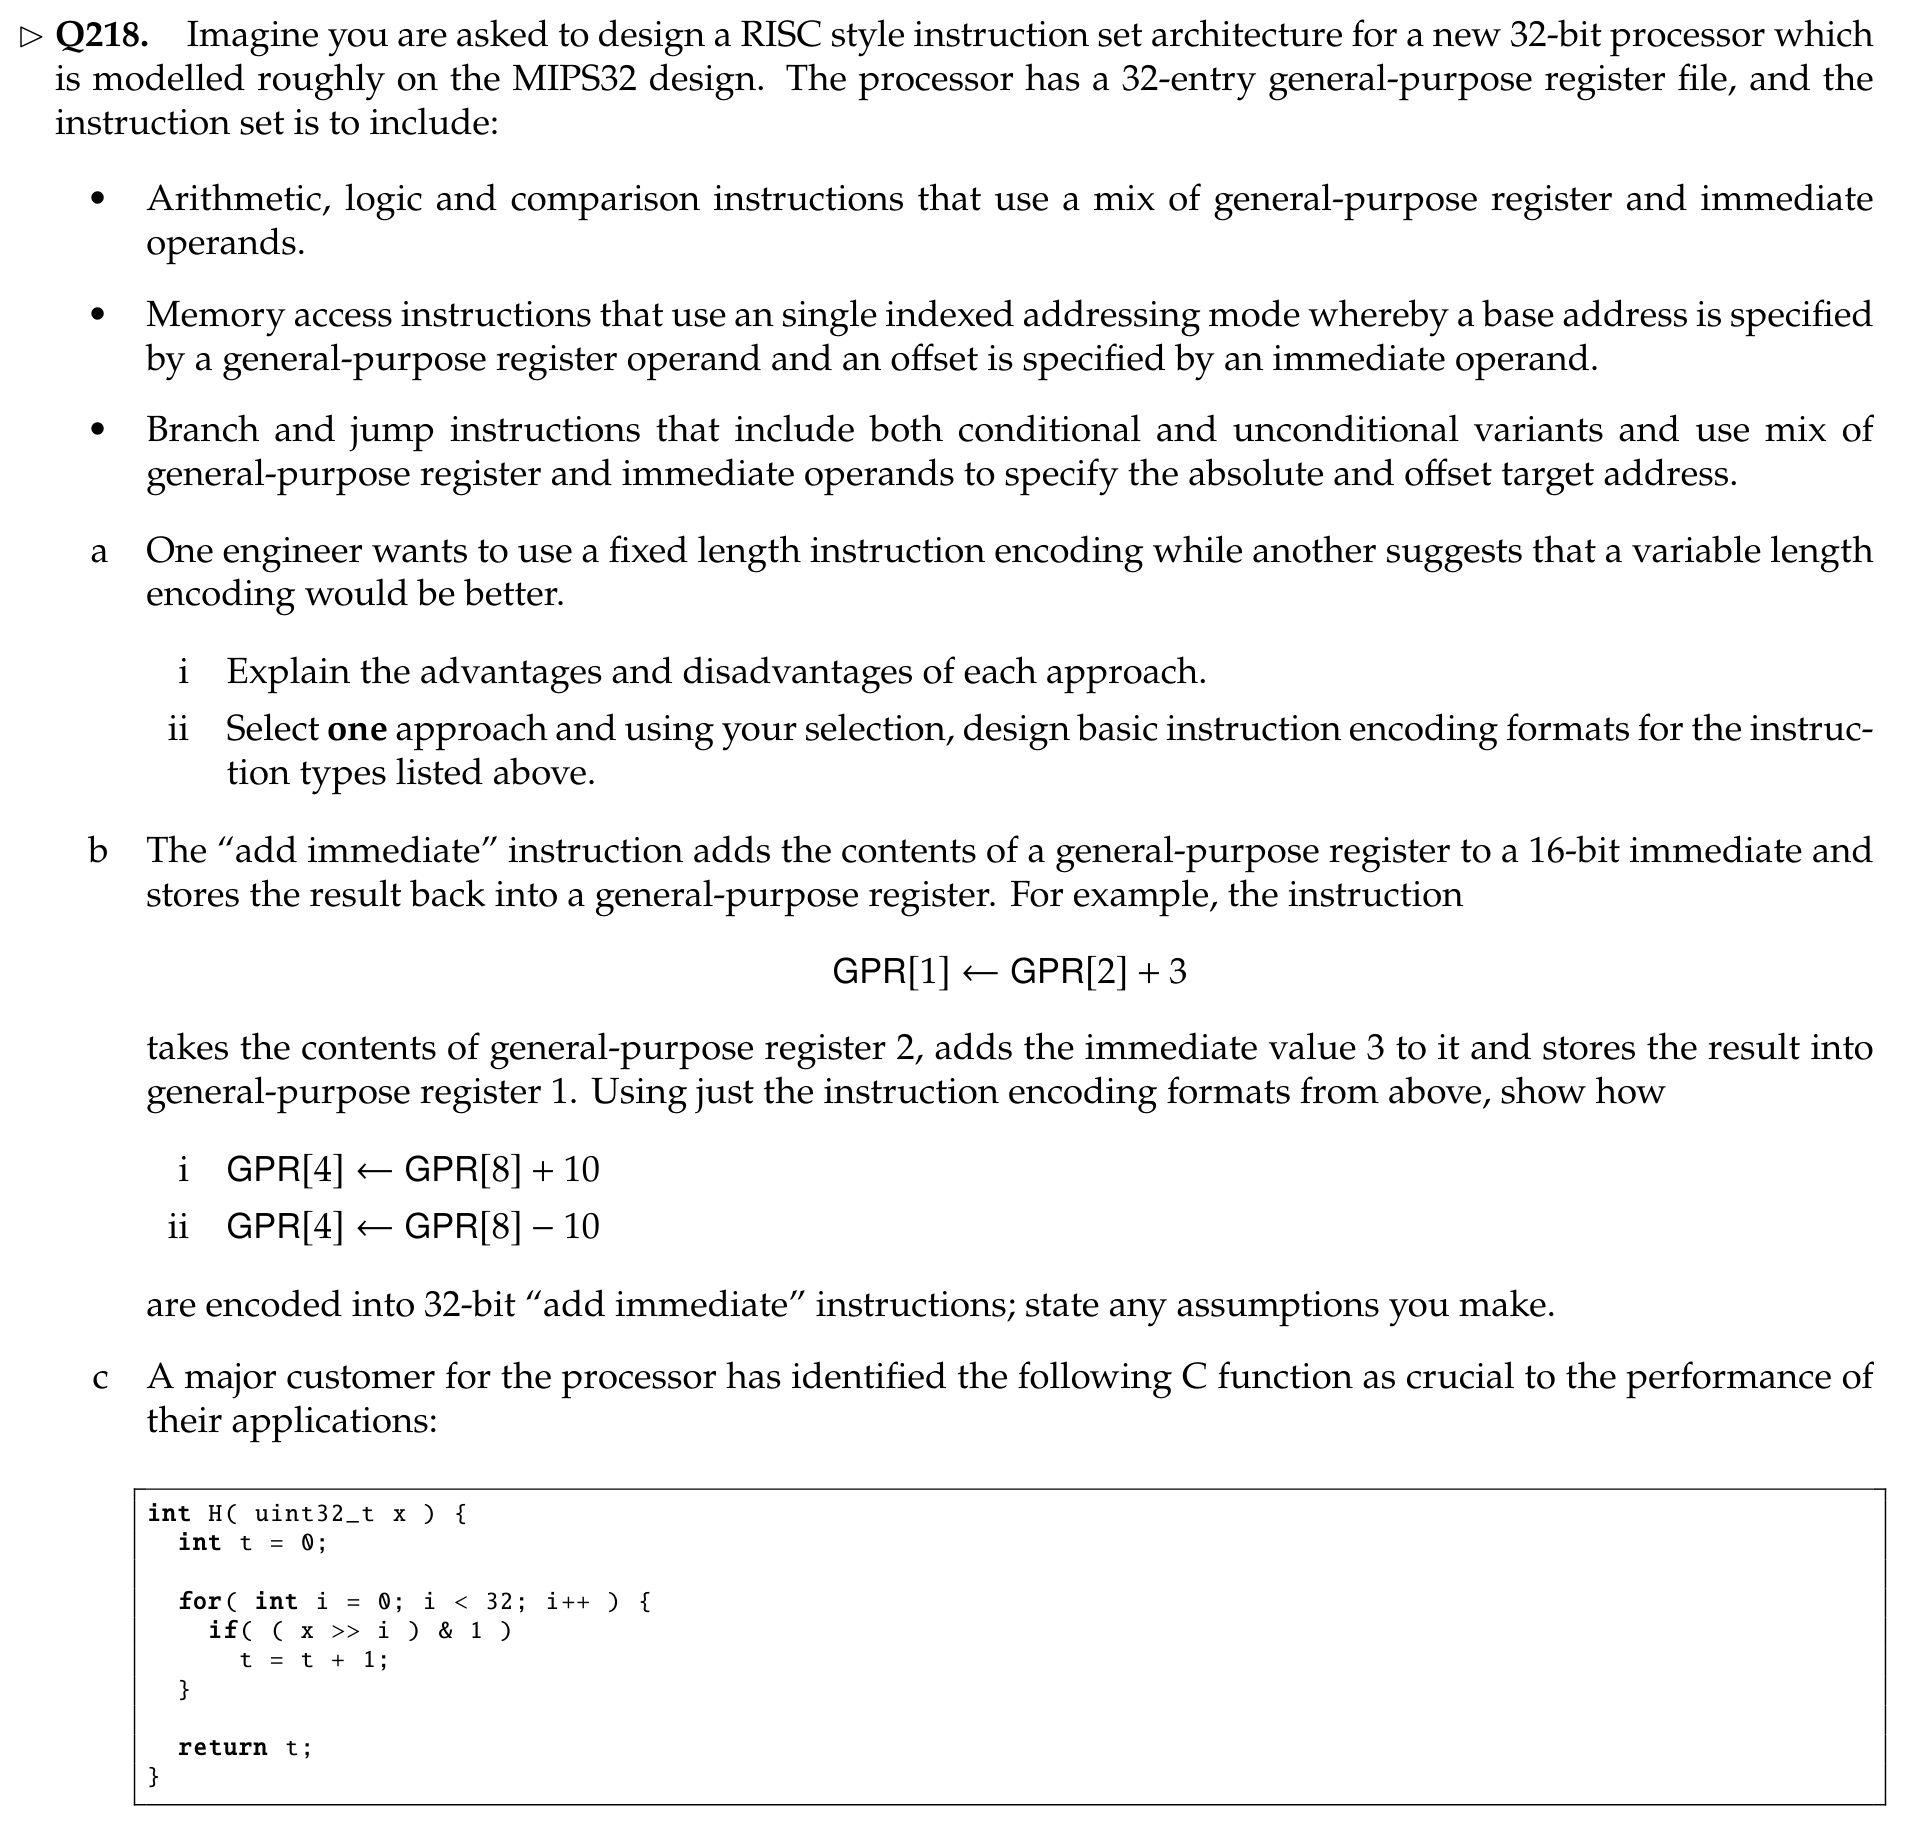 ▷ Q218. Imagine you are asked to design a RISC style instruction set architecture for a new 32-bit processor which
is modelled roughly on the MIPS32 design. The processor has a 32-entry general-purpose register file, and the
instruction set is to include:
• Arithmetic, logic and comparison instructions that use a mix of general-purpose register and immediate
operands.
• Memory access instructions that use an single indexed addressing mode whereby a base address is specified
by a general-purpose register operand and an offset is specified by an immediate operand.
• Branch and jump instructions that include both conditional and unconditional variants and use mix of
general-purpose register and immediate operands to specify the absolute and offset target address.
a One engineer wants to use a fixed length instruction encoding while another suggests that a variable length
encoding would be better.
i Explain the advantages and disadvantages of each approach.
ii Select one approach and using your selection, design basic instruction encoding formats for the instruc-
tion types listed above.
b The “add immediate” instruction adds the contents of a general-purpose register to a 16-bit immediate and
stores the result back into a general-purpose register. For example, the instruction
GPR[1] ← GPR[2] + 3
takes the contents of general-purpose register 2, adds the immediate value 3 to it and stores the result into
general-purpose register 1. Using just the instruction encoding formats from above, show how
i GPR[4] ← GPR[8] + 10
ii GPR[4] ← GPR[8] − 10
are encoded into 32-bit “add immediate” instructions; state any assumptions you make.
c A major customer for the processor has identified the following C function as crucial to the performance of
their applications:
int H( uint32_t x ) {
int t = 0;
for( int i = 0; i < 32; i++ ) {
if( ( x >> i ) & 1 )
t = t + 1;
}
return t;
}